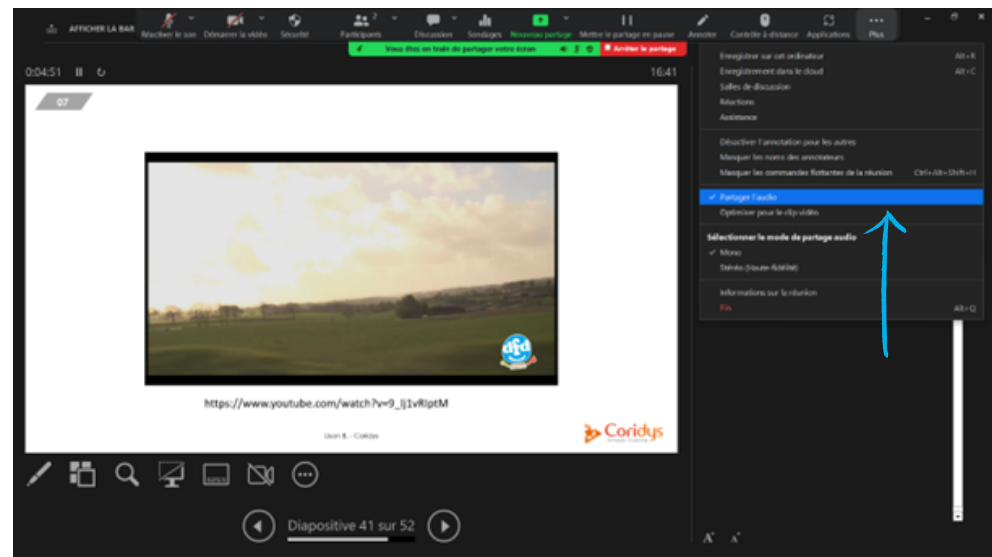 AFFICHER LA BAR
Réactiver le son
Démarrer la vidéo
Sécurité
Participants
2
Discussion
Sondages
Nouveau partage
Mettre le partage en pause
Annoter
Contrôle à distance
Applications
Plus
Vous êtes en train de partager votre écran
Arrêter le partage
0:04:51
16:41
07
dfd
https://www.youtube.com/watch?v=9_lj1vRlptM
Coridys
Diapositive 41 sur 52
Enregistrer sur cet ordinateur Alt+R
Enregistrement dans le cloud Alt+C
Salles de discussion
Réactions
Assistance
Désactiver l'annotation pour les autres
Masquer les noms des annotateurs
Masquer les commandes flottantes de la réunion Ctrl+Alt+Shift+H
Partager l'audio
Optimiser pour le clip vidéo
Sélectionner le mode de partage audio
Mono
Stéréo (Haute-fidélité)
Informations sur la réunion
Fin Alt+Q
A
A